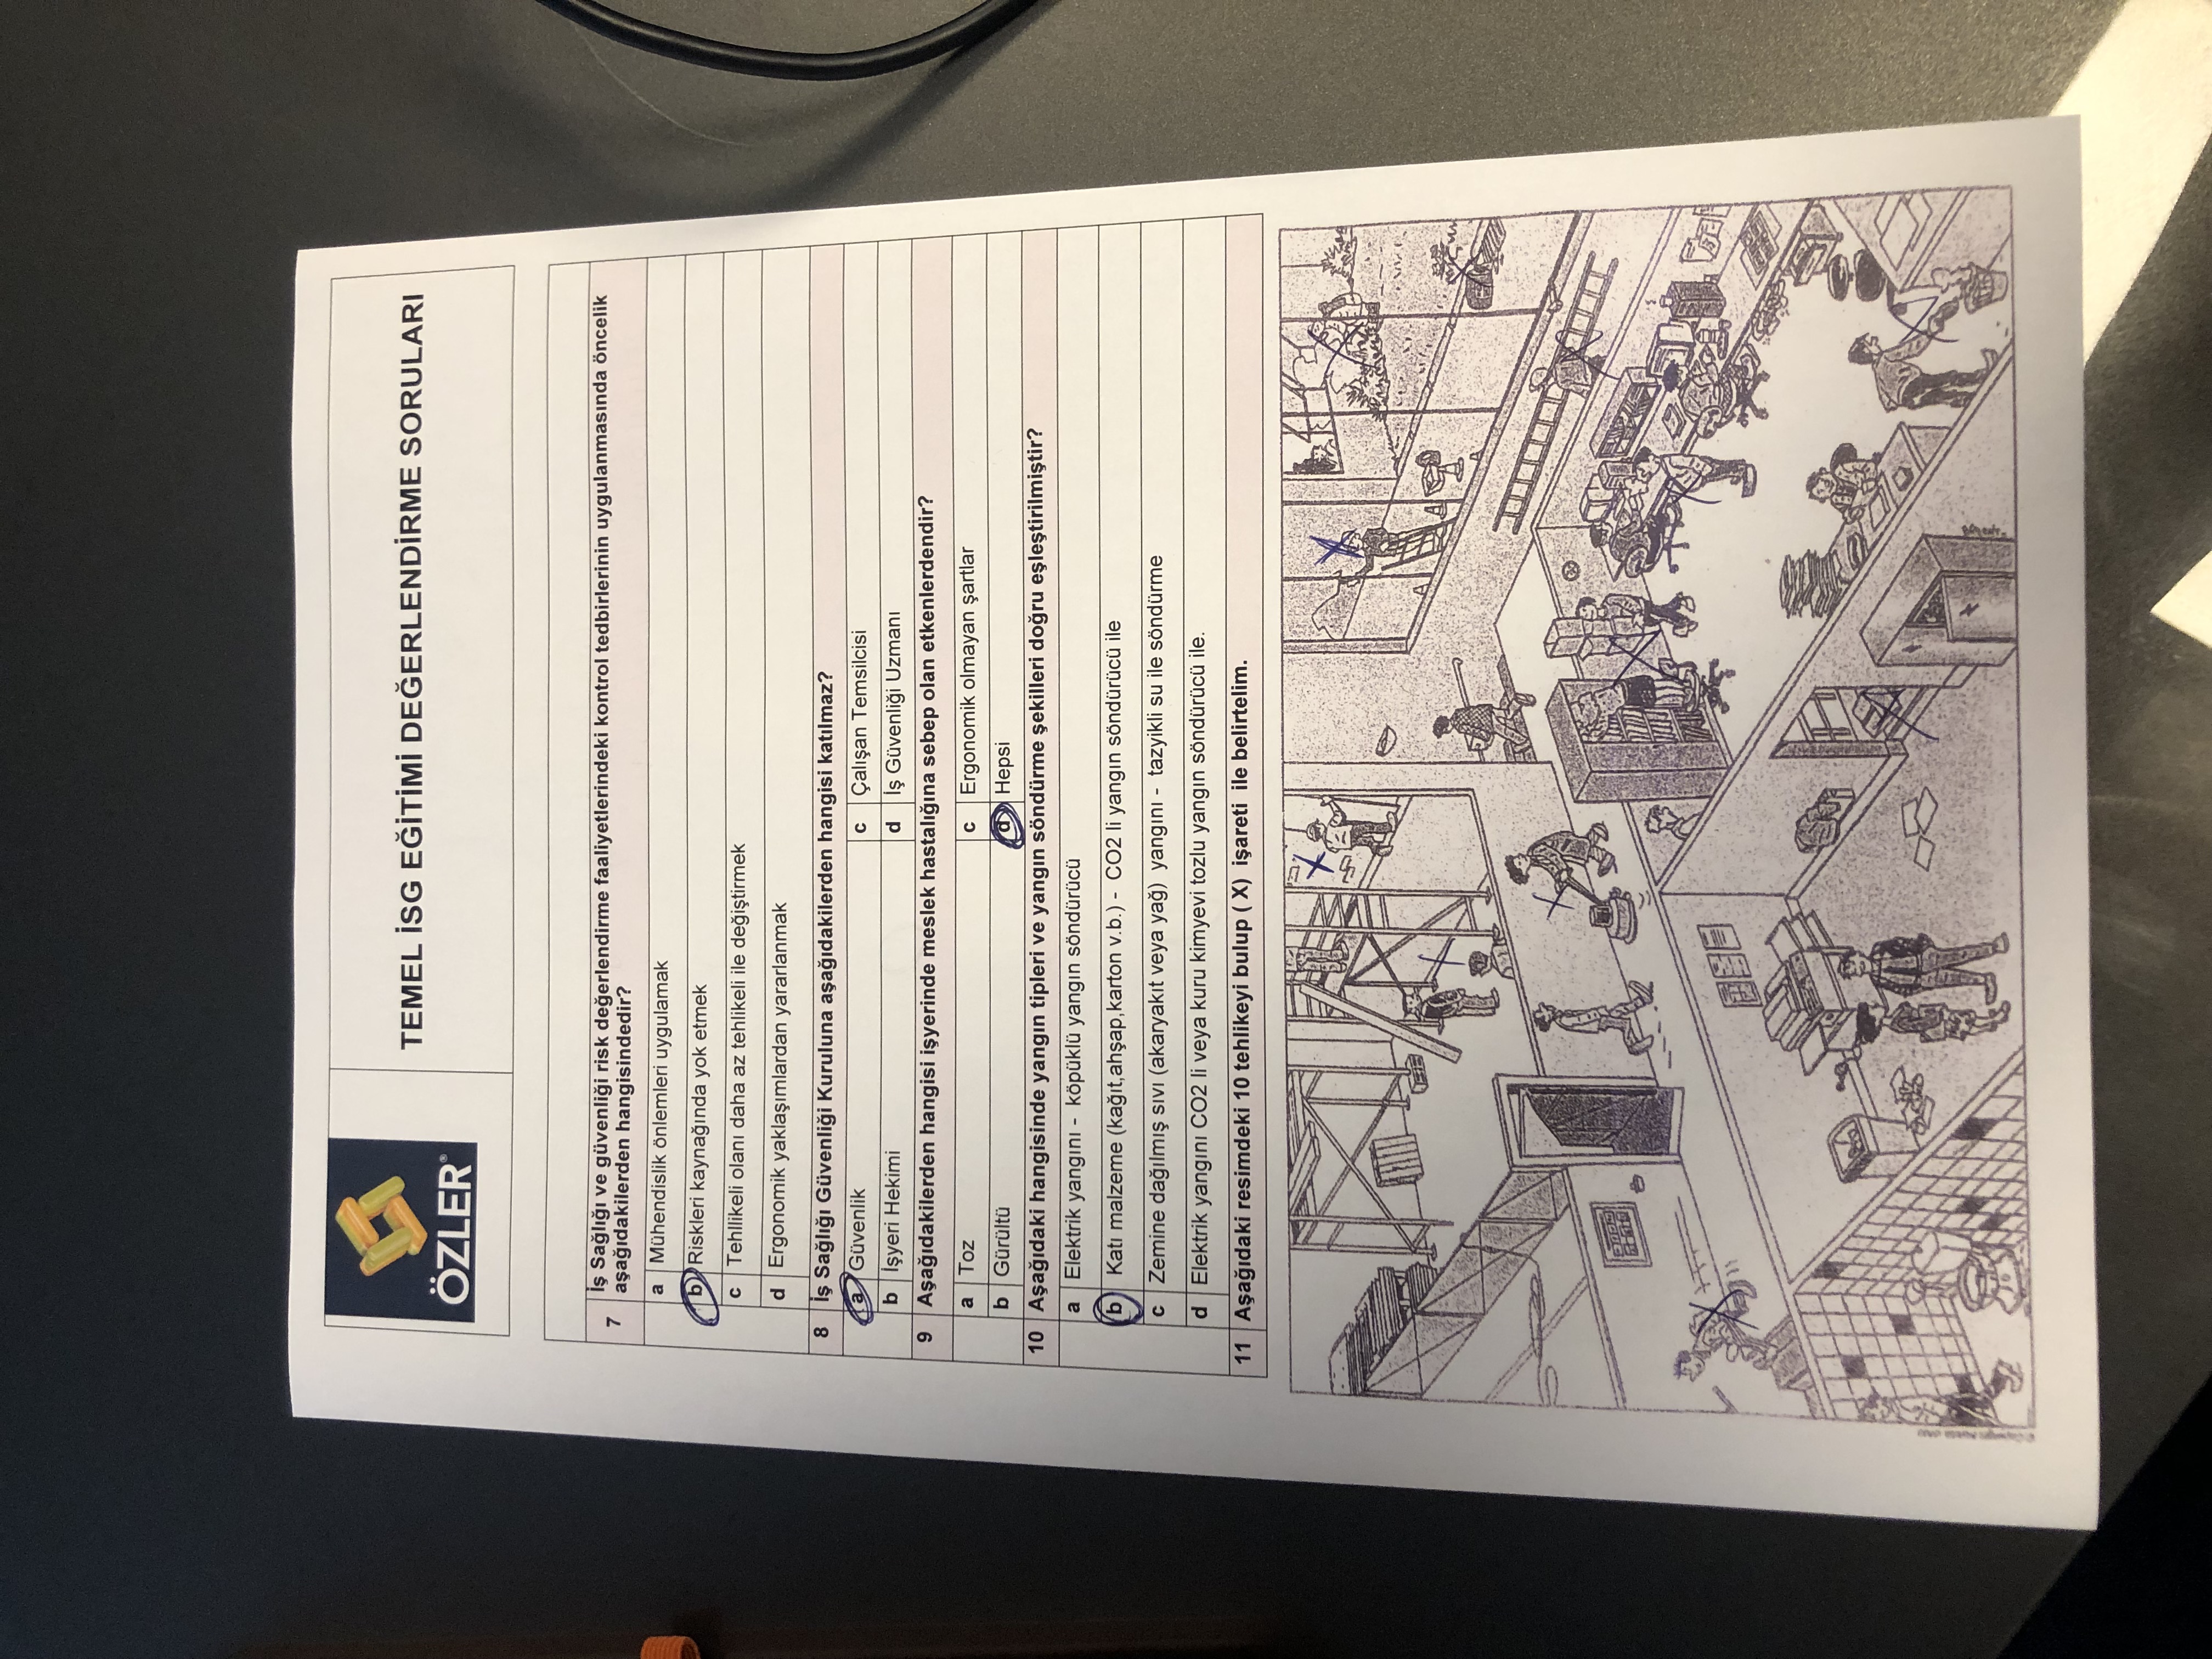 ÖZLER®
TEMEL İSG EĞİTİMİ DEĞERLENDİRME SORULARI
7 İş Sağlığı ve güvenliği risk değerlendirme faaliyetlerindeki kontrol tedbirlerinin uygulanmasında öncelik
aşağıdakilerden hangisindedir?
a Mühendislik önlemleri uygulamak
b Riskleri kaynağında yok etmek
c Tehllikeli olanı daha az tehlikeli ile değiştirmek
d Ergonomik yaklaşımlardan yararlanmak
8 İş Sağlığı Güvenliği Kuruluna aşağıdakilerden hangisi katılmaz?
a Güvenlik c Çalışan Temsilcisi
b İşyeri Hekimi d İş Güvenliği Uzmanı
9 Aşağıdakilerden hangisi işyerinde meslek hastalığına sebep olan etkenlerdendir?
a Toz c Ergonomik olmayan şartlar
b Gürültü d Hepsi
10 Aşağıdaki hangisinde yangın tipleri ve yangın söndürme şekilleri doğru eşleştirilmiştir?
a Elektrik yangını - köpüklü yangın söndürücü
b Katı malzeme (kağıt,ahşap,karton v.b.) - CO2 li yangın söndürücü ile
c Zemine dağılmış sıvı (akaryakıt veya yağ) yangını - tazyikli su ile söndürme
d Elektrik yangını CO2 li veya kuru kimyevi tozlu yangın söndürücü ile.
11 Aşağıdaki resimdeki 10 tehlikeyi bulup ( X) işareti ile belirtelim.